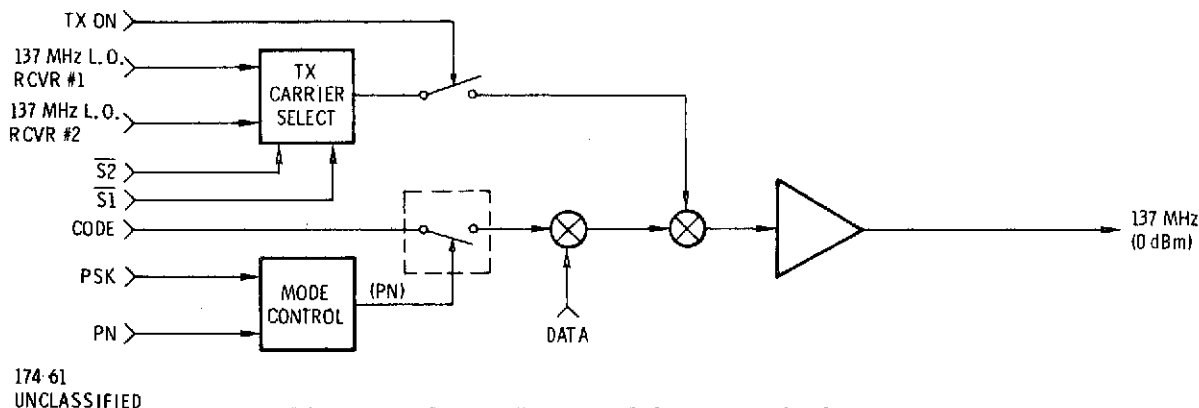 TX ON
137 MHz L.O.
RCVR #1
TX
CARRIER
SELECT
137 MHz L.O.
RCVR #2
S2
S1
CODE
137 MHz
(0 dBm)
PSK
MODE
CONTROL
(PN)
PN
DATA
174-61
UNCLASSIFIED